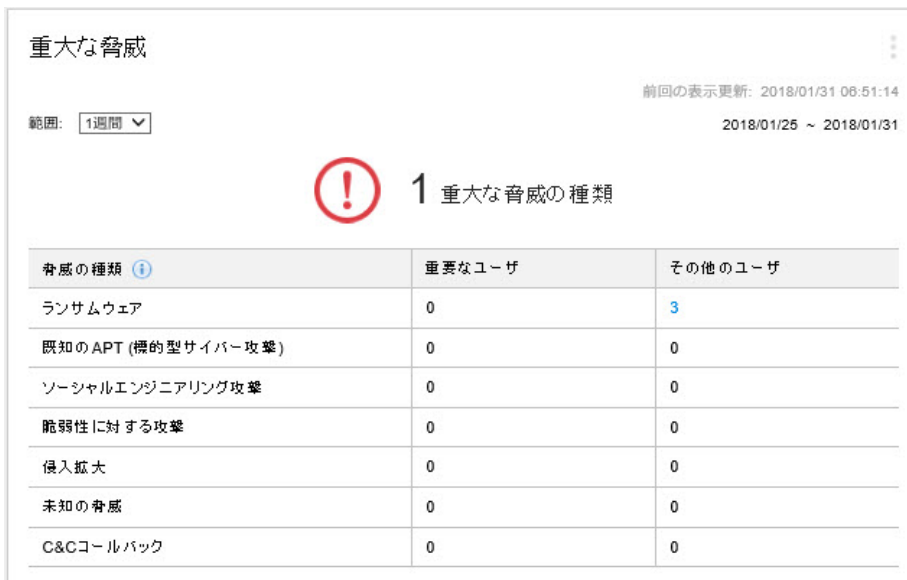 重大な脅威
前回の表示更新: 2018/01/31 06:51:14
範囲: 1週間
2018/01/25 ~ 2018/01/31
1 重大な脅威の種類
脅威の種類 重要なユーザ その他のユーザ
ランサムウェア 0 3
既知のAPT (標的型サイバー攻撃) 0 0
ソーシャルエンジニアリング攻撃 0 0
脆弱性に対する攻撃 0 0
侵入拡大 0 0
未知の脅威 0 0
C&Cコールバック 0 0